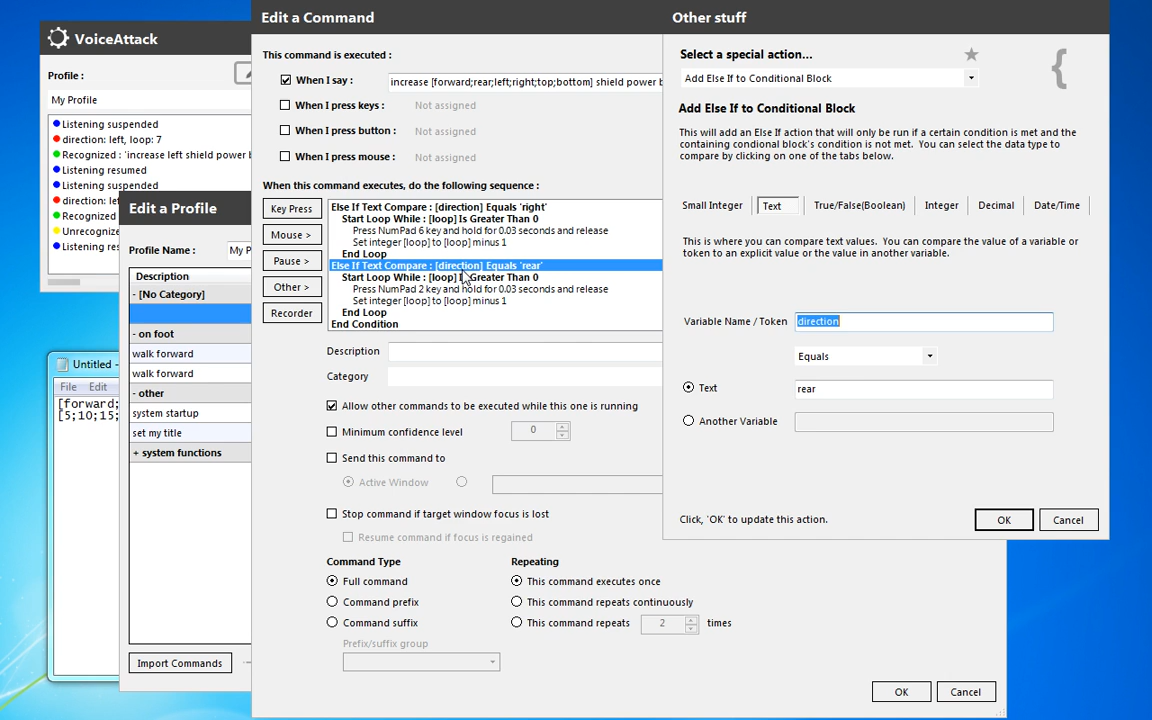 VoiceAttack
Profile :
My Profile
Listening suspended
direction: left, loop: 7
Recognized : 'increase left shield power b
Listening resumed
Listening suspended
direction: lef
Recognized
Unrecogniz
Listening res
Edit a Profile
Profile Name :
My P
Description
- [No Category]
- on foot
walk forward
walk forward
- other
system startup
set my title
+ system functions
Import Commands
Untitled -
File Edit
[forward;
[5;10;15;
Edit a Command
This command is executed :
When I say :
increase [forward;rear;left;right;top;bottom] shield power b
When I press keys : Not assigned
When I press button : Not assigned
When I press mouse : Not assigned
When this command executes, do the following sequence :
Key Press
Mouse >
Pause >
Other >
Recorder
Else If Text Compare : [direction] Equals 'right'
Start Loop While : [loop] Is Greater Than 0
Press NumPad 6 key and hold for 0.03 seconds and release
Set integer [loop] to [loop] minus 1
End Loop
Else If Text Compare : [direction] Equals 'rear'
Start Loop While : [loop] Is Greater Than 0
Press NumPad 2 key and hold for 0.03 seconds and release
Set integer [loop] to [loop] minus 1
End Loop
End Condition
Description
Category
Allow other commands to be executed while this one is running
Minimum confidence level 0
Send this command to
Active Window
Stop command if target window focus is lost
Resume command if focus is regained
Command Type
Full command
Command prefix
Command suffix
Prefix/suffix group
Repeating
This command executes once
This command repeats continuously
This command repeats 2 times
OK Cancel
Other stuff
Select a special action...
Add Else If to Conditional Block
{
Add Else If to Conditional Block
This will add an Else If action that will only be run if a certain condition is met and the
containing condional block's condition is not met. You can select the data type to
compare by clicking on one of the tabs below.
Small Integer Text True/False(Boolean) Integer Decimal Date/Time
This is where you can compare text values. You can compare the value of a variable or
token to an explicit value or the value in another variable.
Variable Name / Token direction
Equals
Text rear
Another Variable
Click, 'OK' to update this action.
OK Cancel